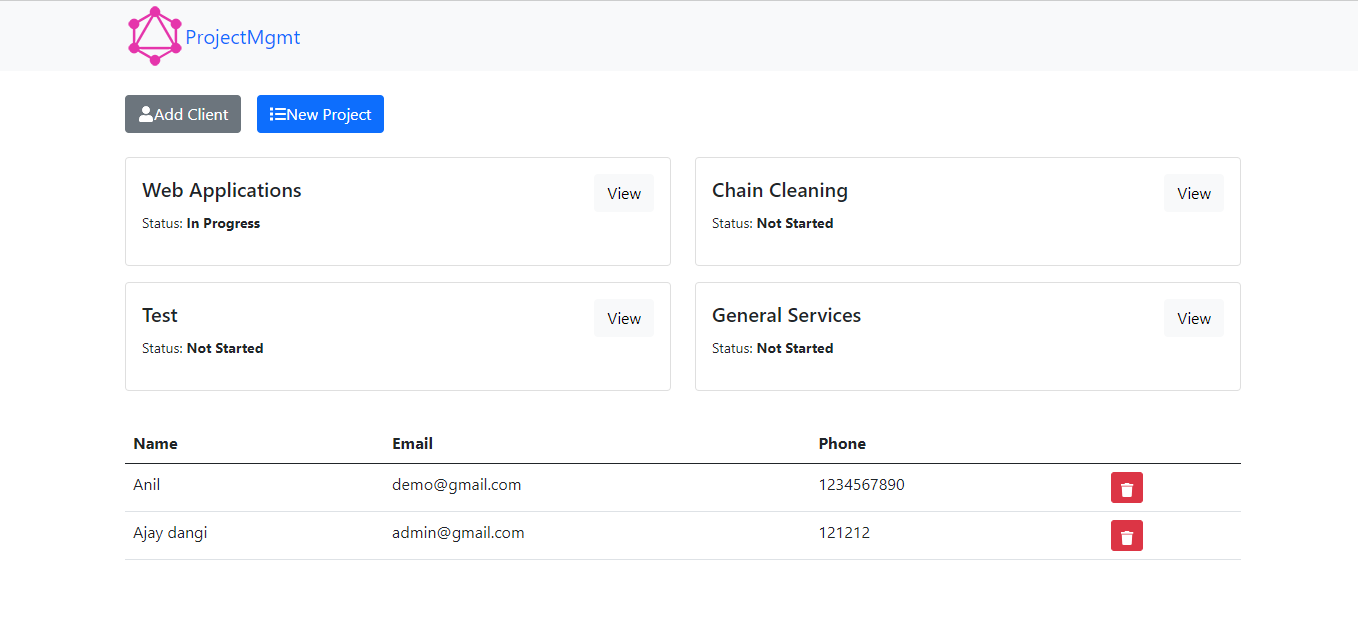 ProjectMgmt
Add Client New Project
Web Applications View
Status: In Progress
Chain Cleaning View
Status: Not Started
Test View
Status: Not Started
General Services View
Status: Not Started
Name Email Phone
Anil demo@gmail.com 1234567890
Ajay dangi admin@gmail.com 121212